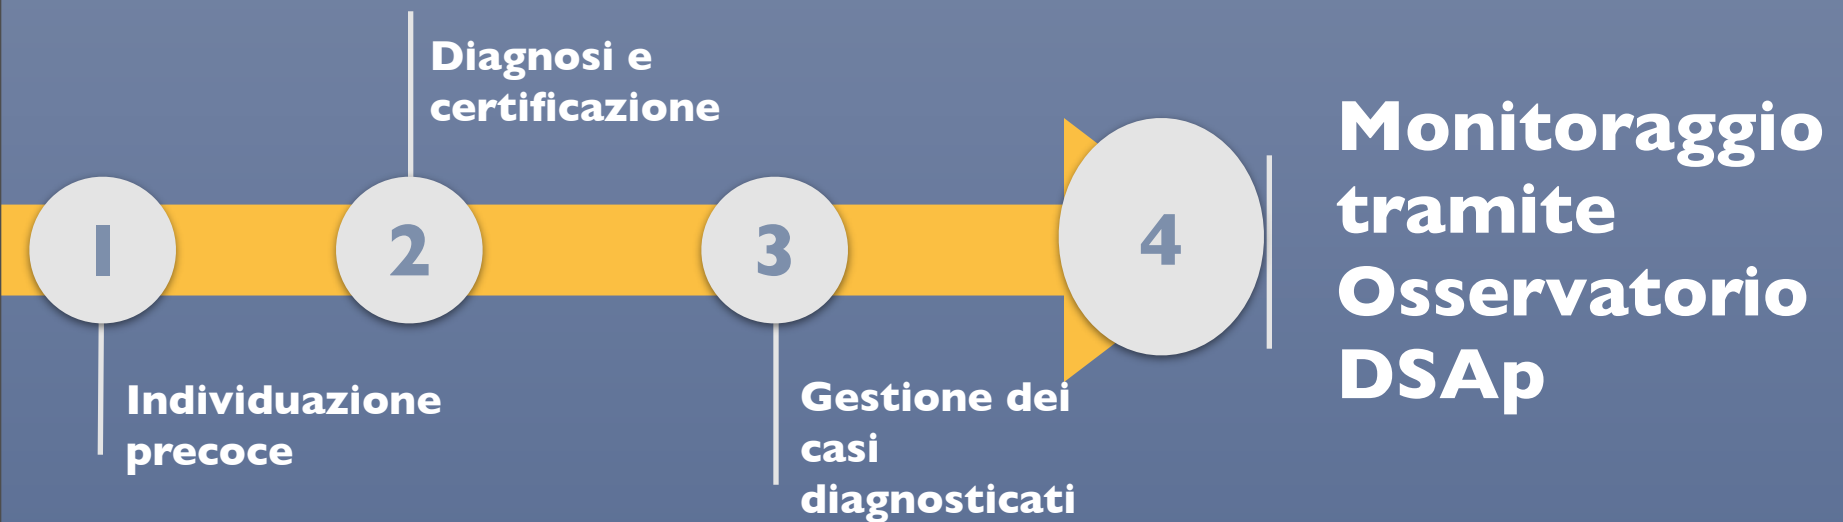 1
Individuazione
precoce
2
Diagnosi e
certificazione
3
Gestione dei
casi
diagnosticati
4
Monitoraggio
tramite
Osservatorio
DSAp